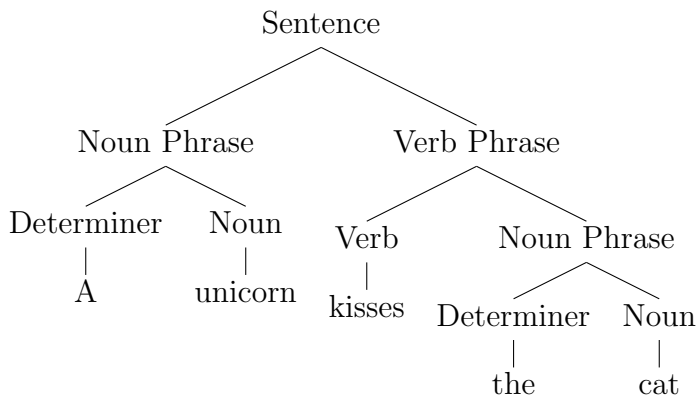 Sentence
Noun Phrase Verb Phrase
Determiner Noun Verb Noun Phrase
A unicorn kisses Determiner Noun
the cat